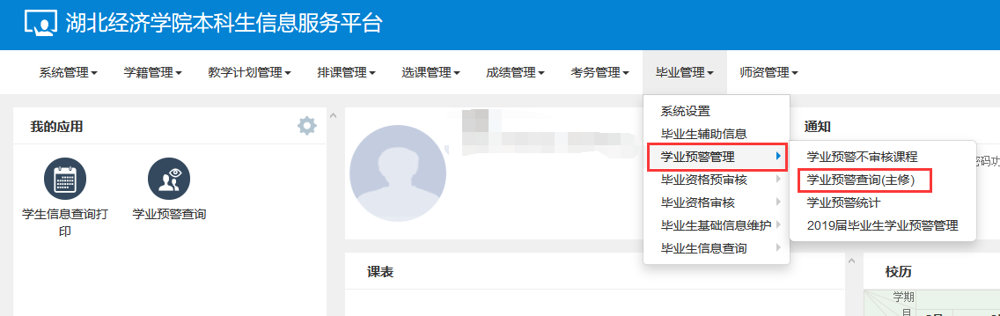 湖北经济学院本科生信息服务平台
系统管理 学籍管理 教学计划管理 排课管理 选课管理 成绩管理 考务管理 毕业管理 师资管理
我的应用
学生信息查询打
印
学业预警查询
系统设置
毕业生辅助信息
学业预警管理
毕业资格预审核
毕业资格审核
毕业生基础信息维护
毕业生信息查询
通知
学业预警不审核课程
学业预警查询(主修)
学业预警统计
2019届毕业生学业预警管理
密码功
课表
校历
学期